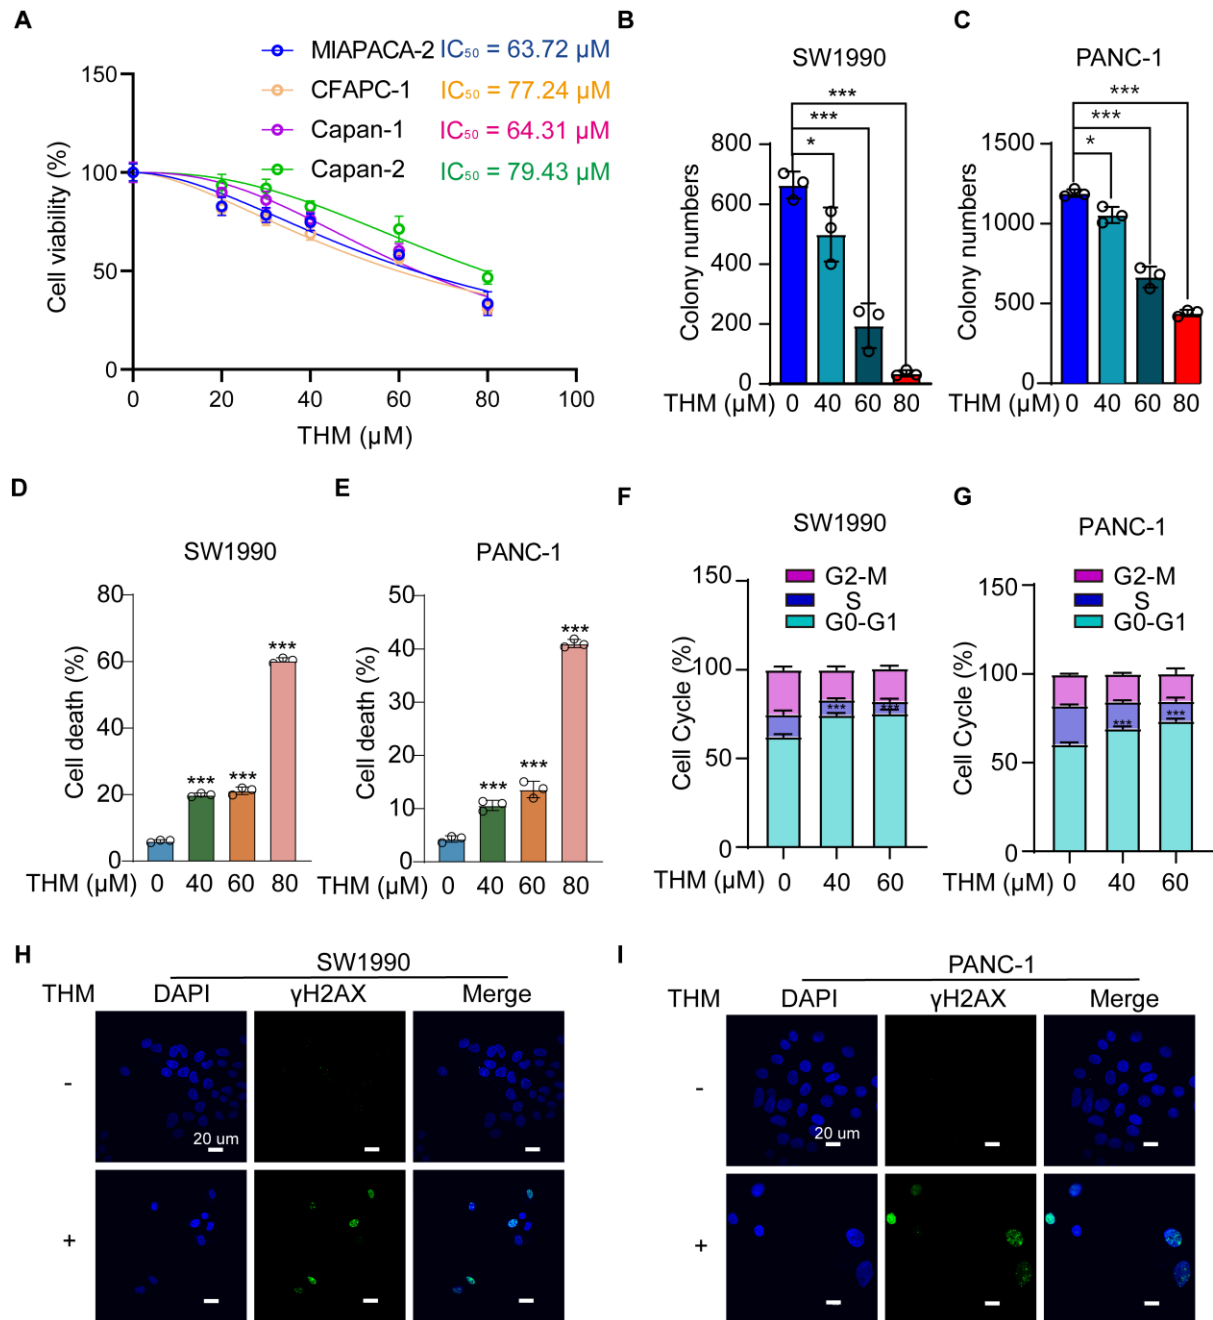 A
MIAPACA-2 IC₅₀ = 63.72 µM
CFAPC-1 IC₅₀ = 77.24 µM
Capan-1 IC₅₀ = 64.31 µM
Capan-2 IC₅₀ = 79.43 µM
Cell viability (%)
150
100
50
0
0 20 40 60 80 100
THM (µM)
B
SW1990
***
***
*
Colony numbers
800
600
400
200
0
THM (µM) 0 40 60 80
C
PANC-1
***
***
*
Colony numbers
1500
1000
500
0
THM (µM) 0 40 60 80
D
SW1990
Cell death (%)
80
60
40
20
0
***
***
***
THM (µM) 0 40 60 80
E
PANC-1
Cell death (%)
50
40
30
20
10
0
***
***
***
THM (µM) 0 40 60 80
F
SW1990
G2-M
S
G0-G1
Cell Cycle (%)
150
100
50
0
*** ***
THM (µM) 0 40 60
G
PANC-1
G2-M
S
G0-G1
Cell Cycle (%)
150
100
50
0
*** ***
THM (µM) 0 40 60
H
SW1990
THM DAPI γH2AX Merge
-
20 um
+
I
PANC-1
THM DAPI γH2AX Merge
-
20 um
+